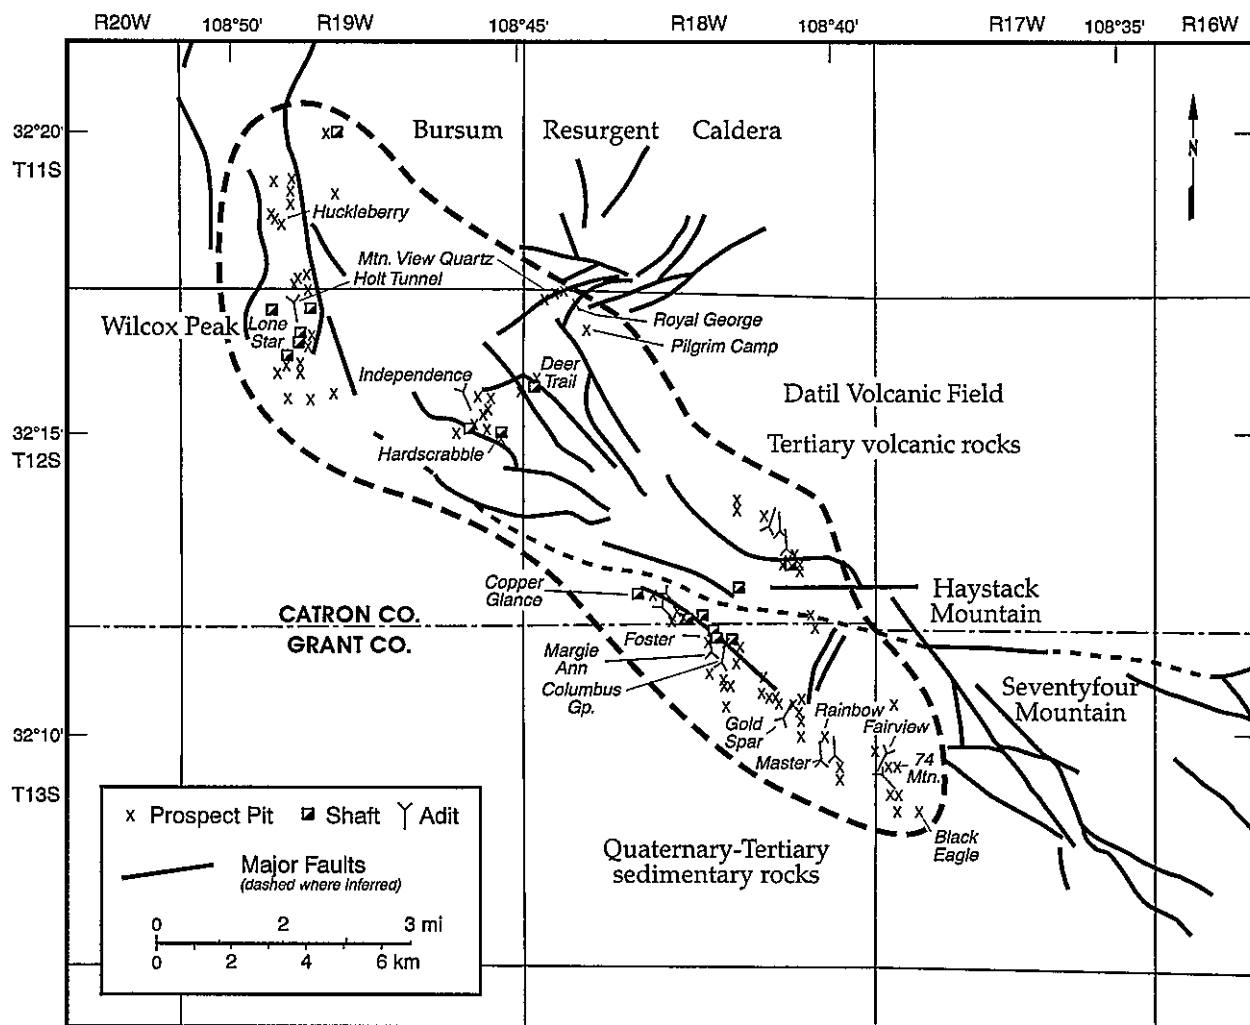 R20W 108°50' R19W 108°45' R18W 108°40' R17W 108°35' R16W
32°20'
T11S
Bursum Resurgent Caldera
N
Huckleberry
Mtn. View Quartz
Holt Tunnel
Wilcox Peak
Lone
Star
Royal George
Pilgrim Camp
Independence
Deer
Trail
Datil Volcanic Field
32°15'
T12S
Tertiary volcanic rocks
Hardscrabble
Copper
Glance
Haystack
Mountain
CATRON CO.
GRANT CO.
Foster
Margie
Ann
Columbus
Gp.
Seventyfour
Mountain
Gold
Spar
Rainbow
Fairview
32°10'
Master
74
Mtn.
T13S
Black
Eagle
Quaternary-Tertiary
sedimentary rocks
x Prospect Pit Shaft Adit
Major Faults
(dashed where inferred)
0 2 3 mi
0 2 4 6 km